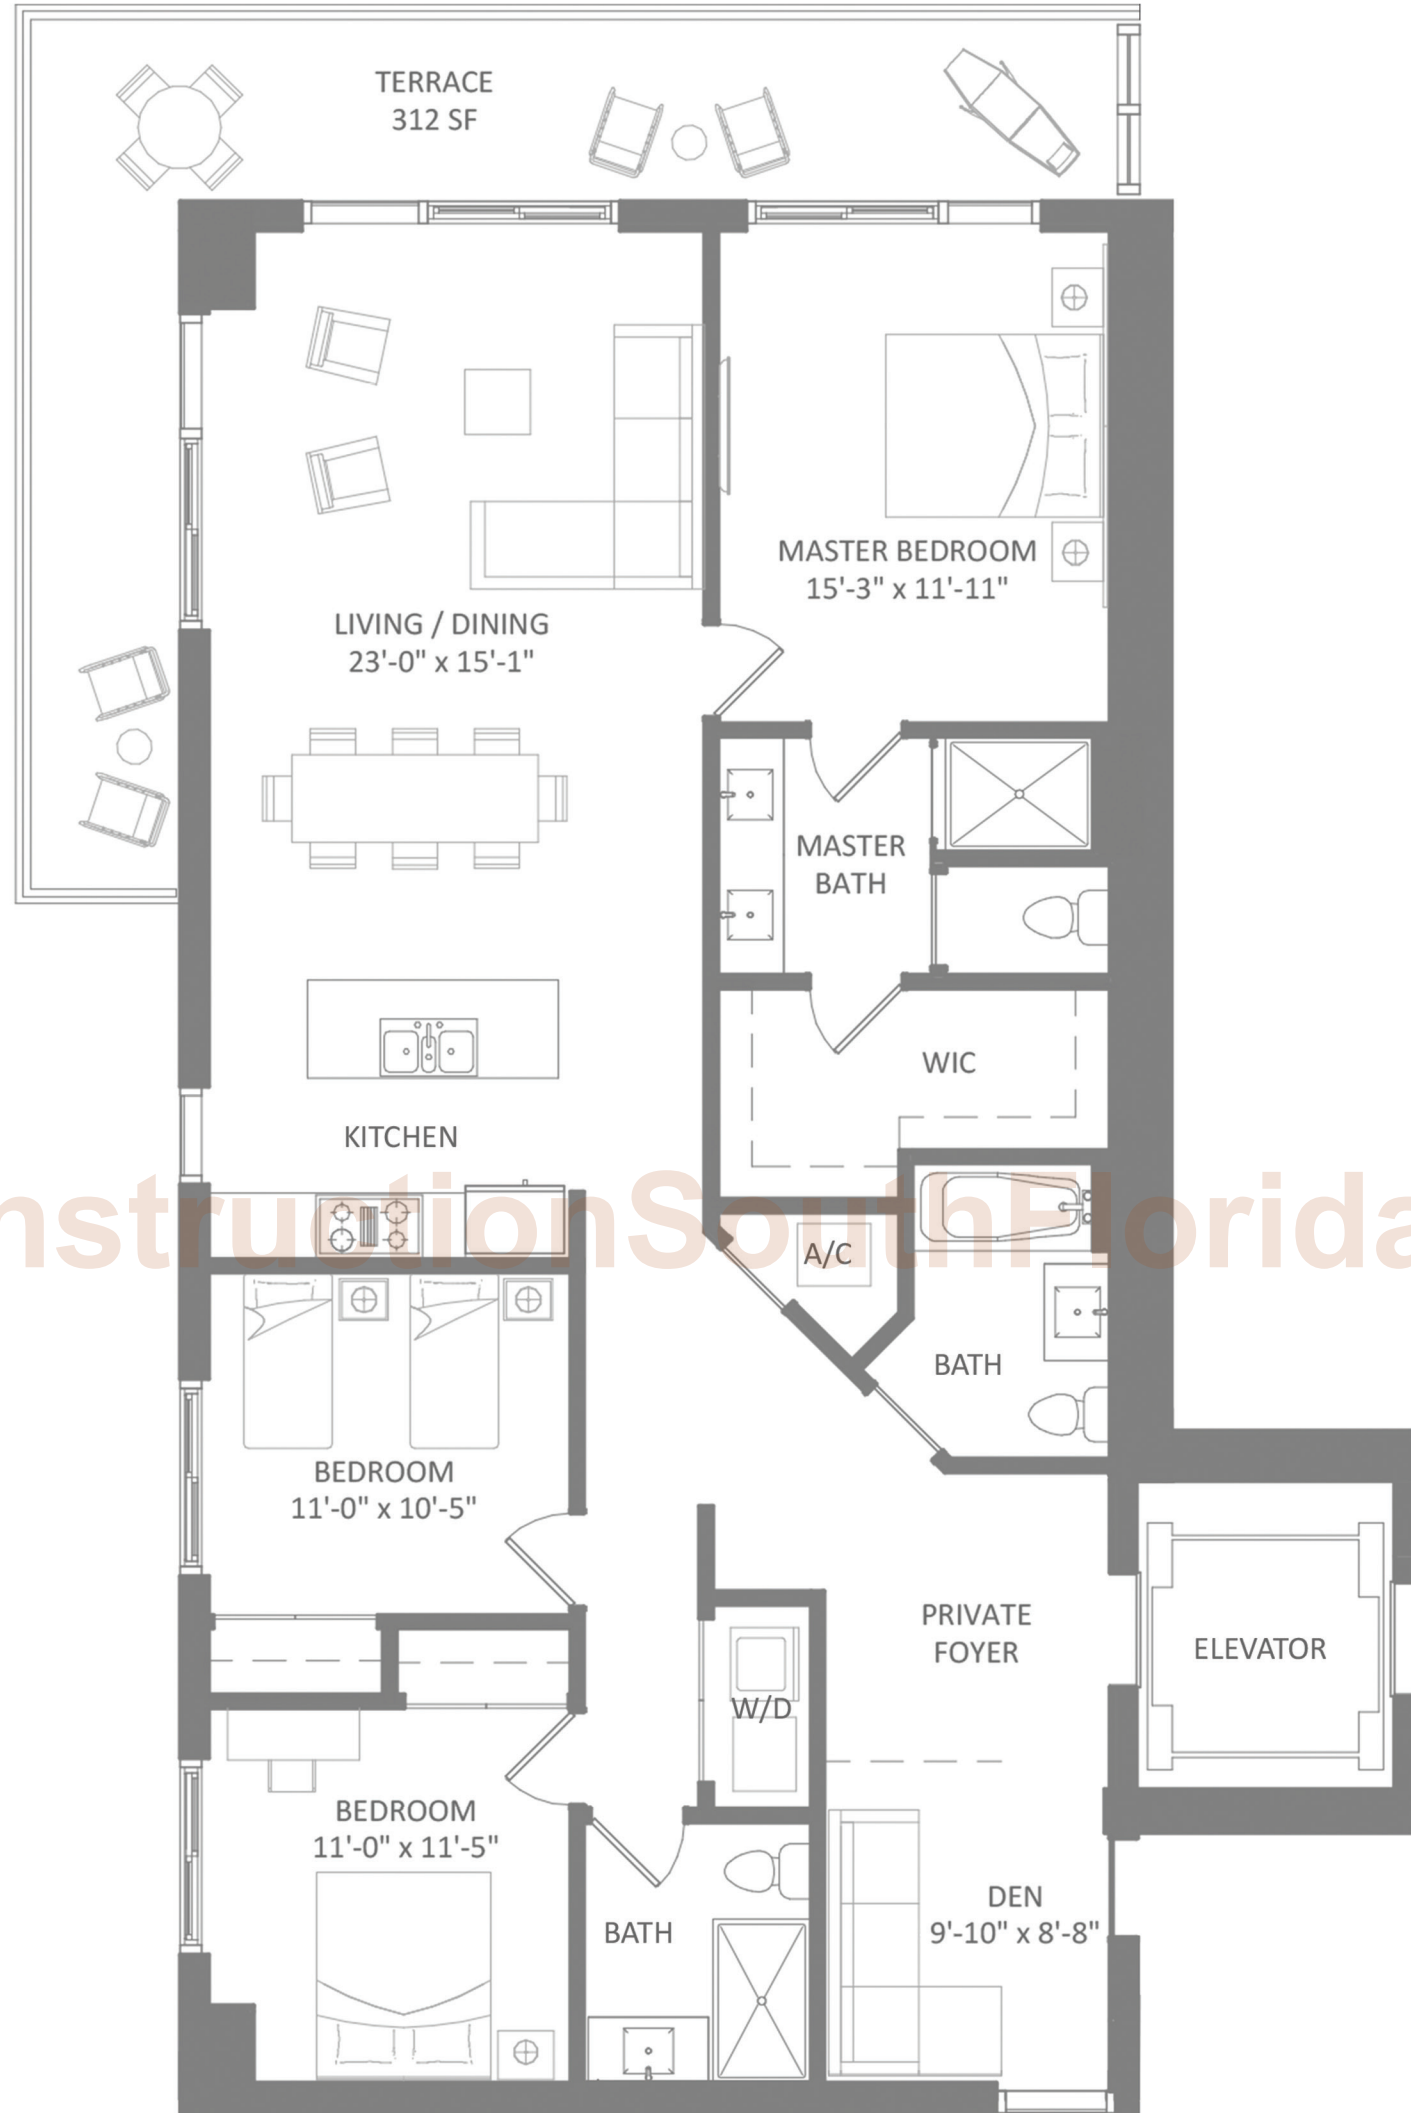 TERRACE
312 SF
MASTER BEDROOM
15'-3" x 11'-11"
LIVING / DINING
23'-0" x 15'-1"
MASTER
BATH
WIC
KITCHEN
nstructionSouthFlorida
A/C
BATH
BEDROOM
11'-0" x 10'-5"
PRIVATE
FOYER
ELEVATOR
W/D
BEDROOM
11'-0" x 11'-5"
DEN
9'-10" x 8'-8"
BATH